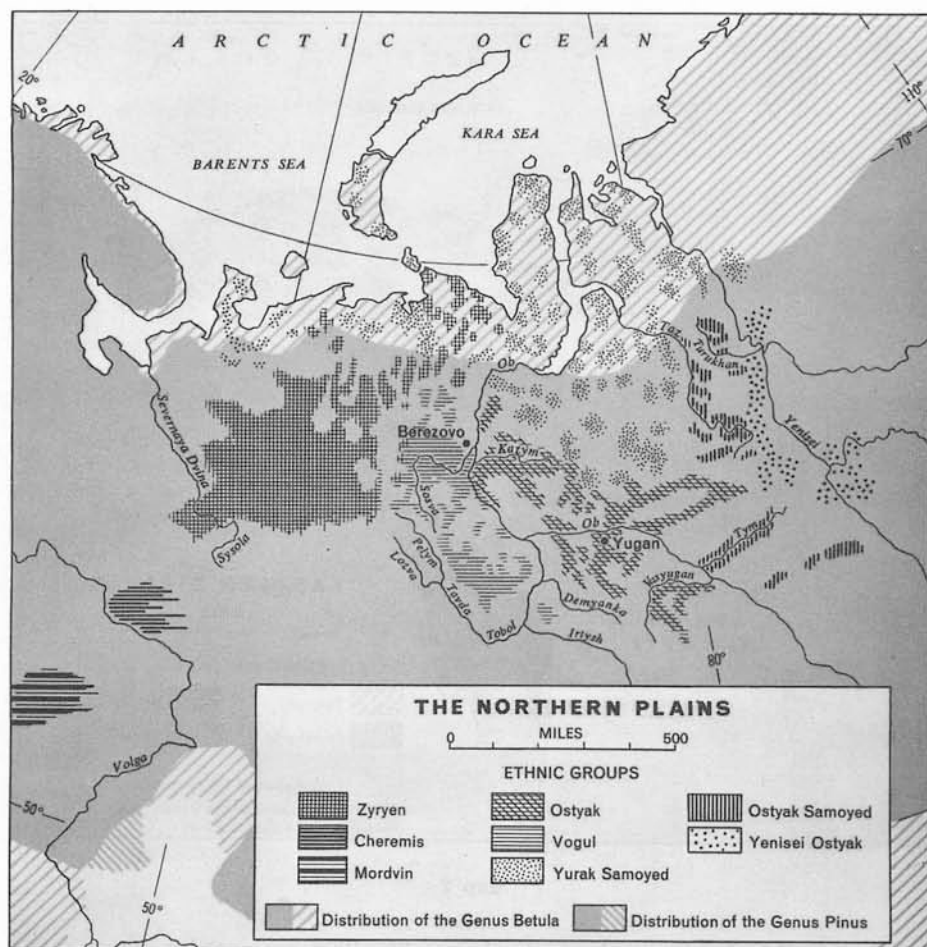 ARCTIC OCEAN
20°
110°
70°
KARA SEA
BARENTS SEA
Taz
Turukhan
Ob
Yenisei
Severnaya Dvina
Berezovo
Kazym
Sosva
Ob
Yugan
Tym
Sysola
Pelym
Lozva
Tavda
Vayugan
Demyanka
Tobol
Irtysh
80°
Volga
50°
50°
THE NORTHERN PLAINS
MILES
0 500
ETHNIC GROUPS
Zyryen
Ostyak
Ostyak Samoyed
Cheremis
Vogul
Yenisei Ostyak
Mordvin
Yurak Samoyed
Distribution of the Genus Betula
Distribution of the Genus Pinus